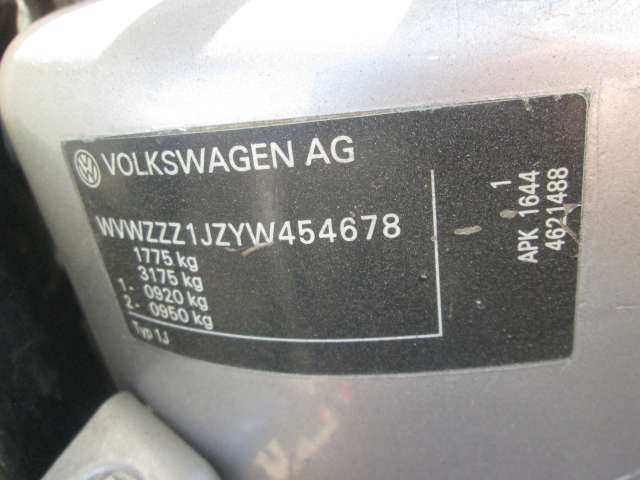 VOLKSWAGEN AG
WVWZZZ1JZYW454678
1775 kg
3175 kg
1- 0920 kg
2- 0950 kg
Typ 1J
1
APK 1644
4621488